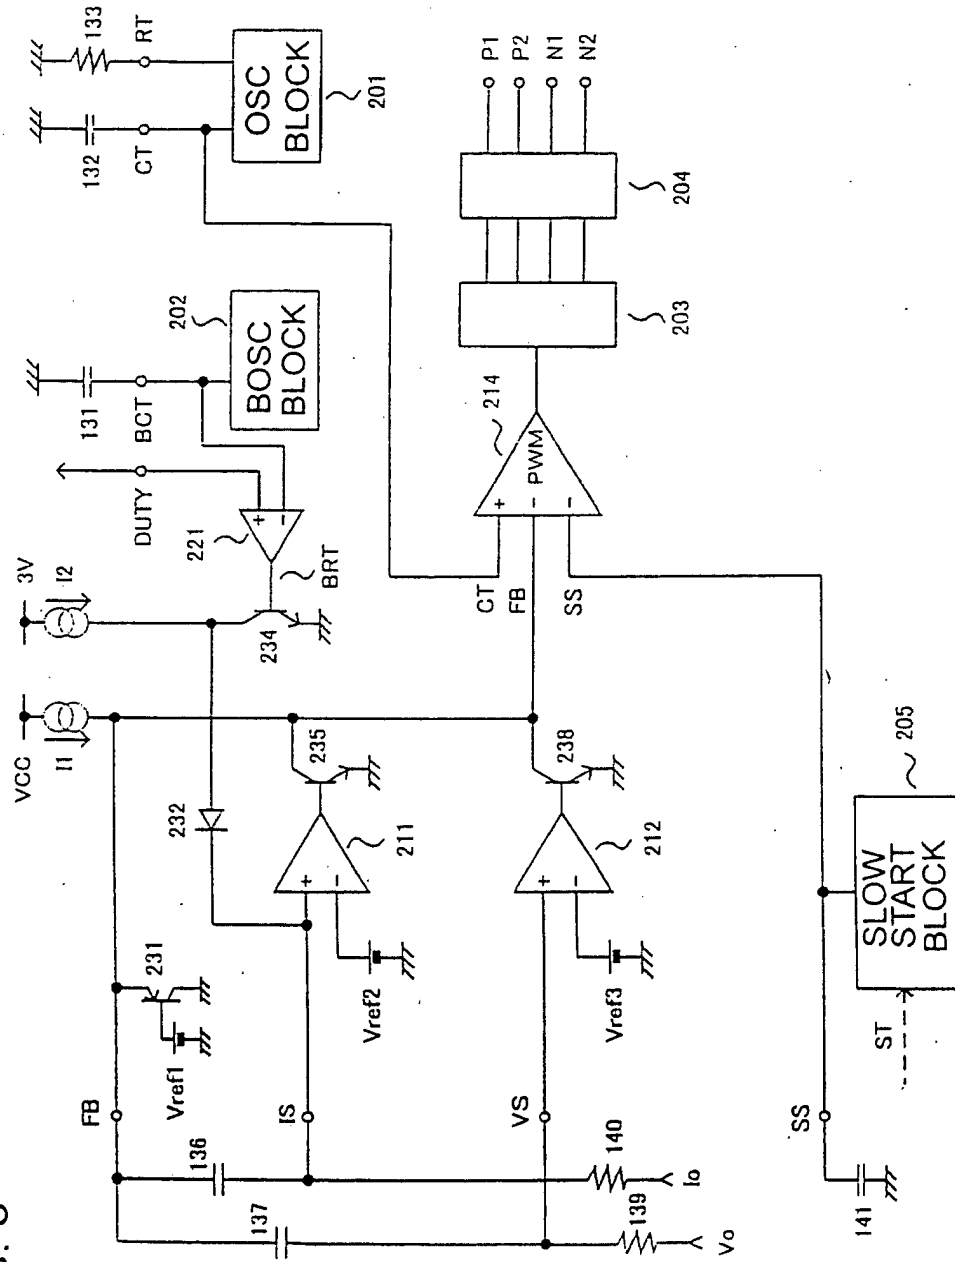 Vo
139
137
136
FB
Vref1
231
I1
VCC
I2
3V
Io
140
IS
Vref2
+
-
211
235
232
234
BRT
221
+
-
DUTY
BCT
131
BOSC
BLOCK
202
CT
132
RT
133
OSC
BLOCK
201
VS
Vref3
+
-
212
238
CT
FB
SS
+
-
-
PWM
214
203
204
P1
P2
N1
N2
141
SS
ST
SLOW
START
BLOCK
205